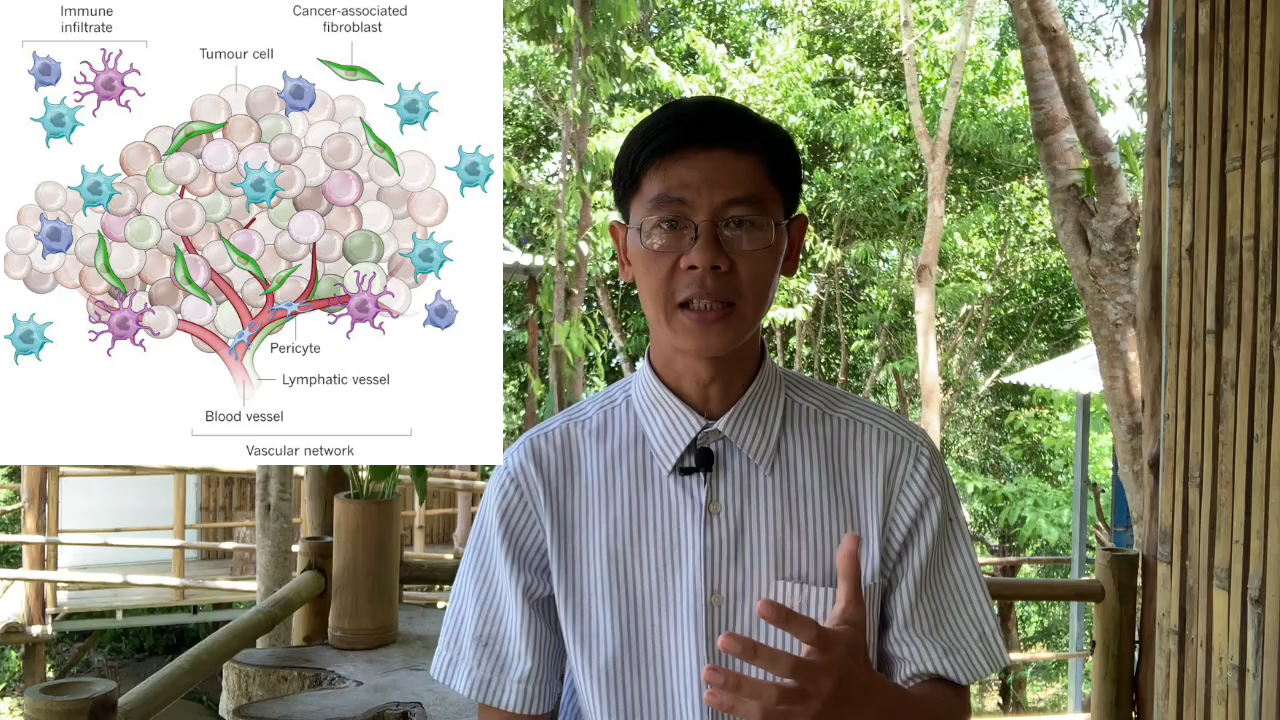 Immune
infiltrate
Cancer-associated
fibroblast
Tumour cell
Pericyte
Lymphatic vessel
Blood vessel
Vascular network